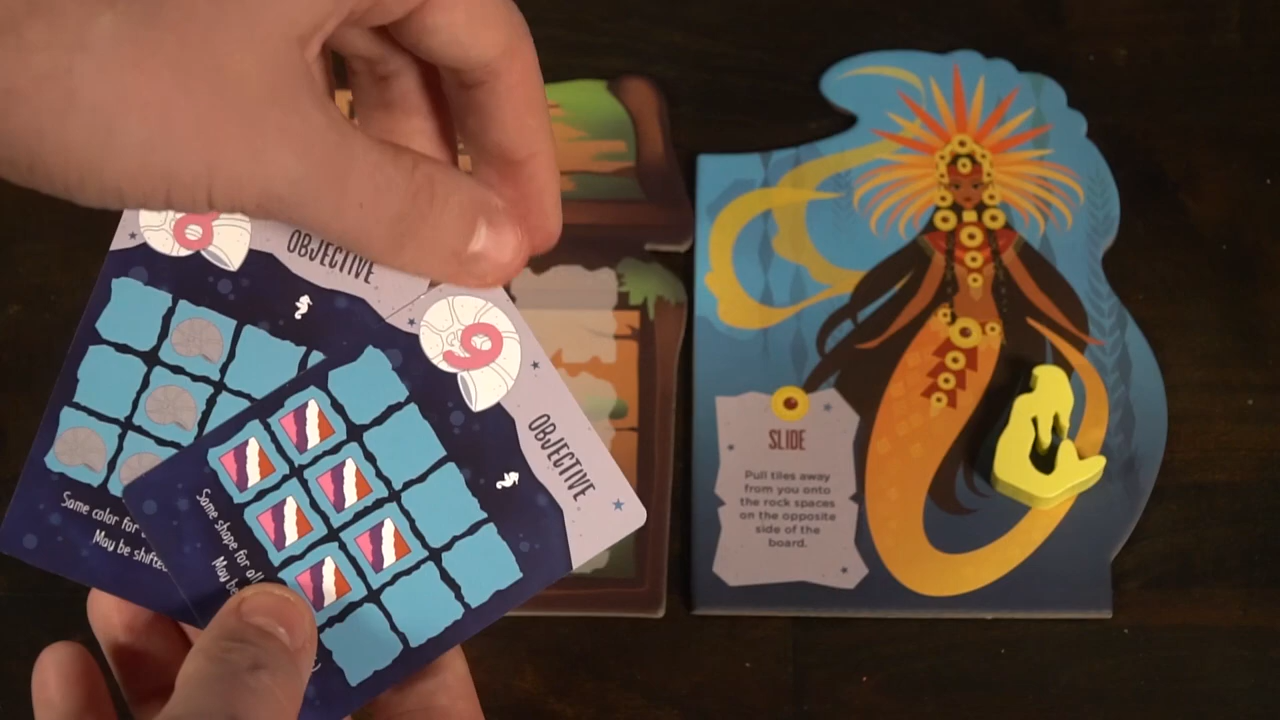 OBJECTIVE
Same color for
May be shifted
9
OBJECTIVE
Same shape for all
May be
SLIDE
Pull tiles away
from you onto
the rock spaces
on the opposite
side of the
board.